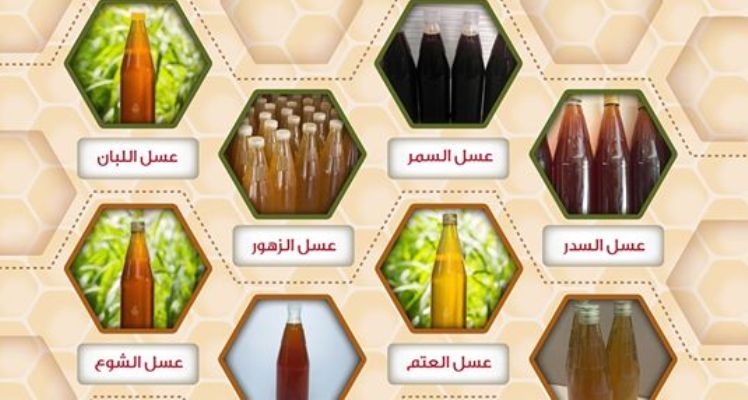 عسل السمر
عسل اللبان
عسل السدر
عسل الزهور
عسل العتم
عسل الشوع